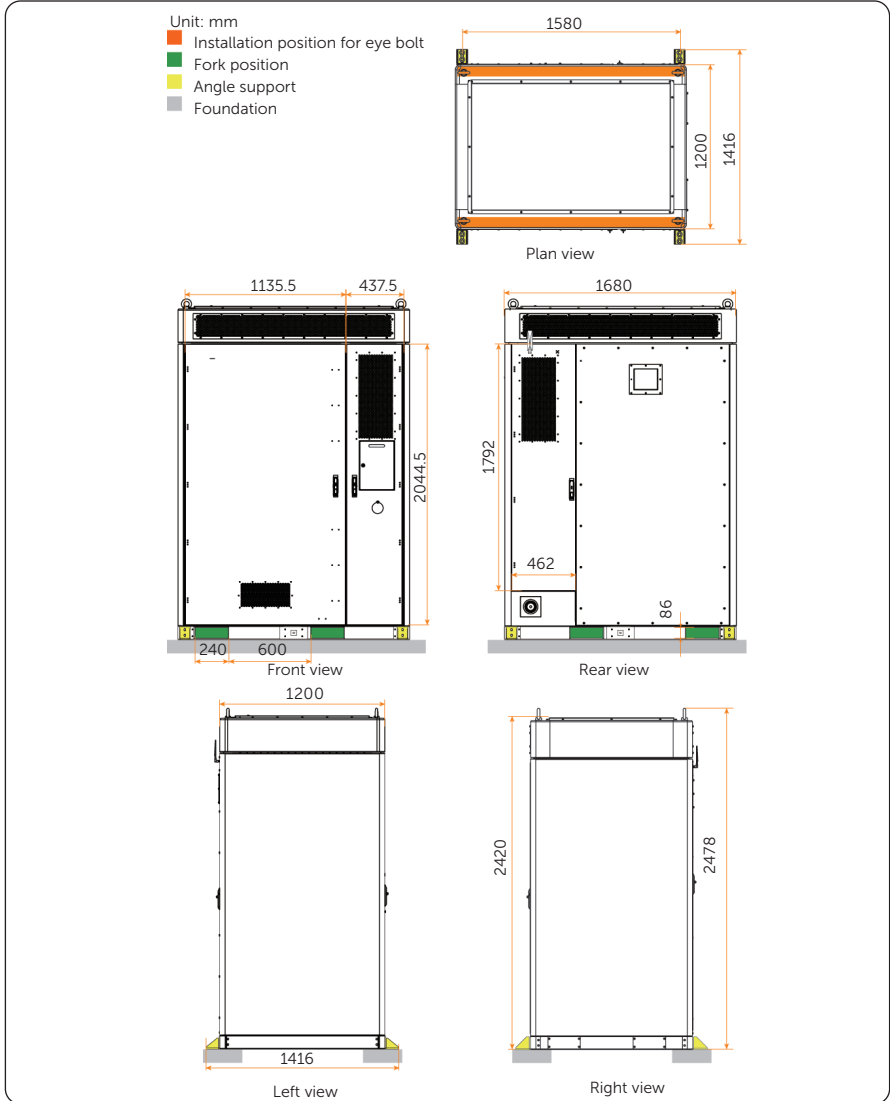 Unit: mm
Installation position for eye bolt
Fork position
Angle support
Foundation
1580
1200
1416
Plan view
1135.5
437.5
2044.5
240
600
Front view
1680
1792
462
86
Rear view
1200
1416
Left view
2420
2478
Right view